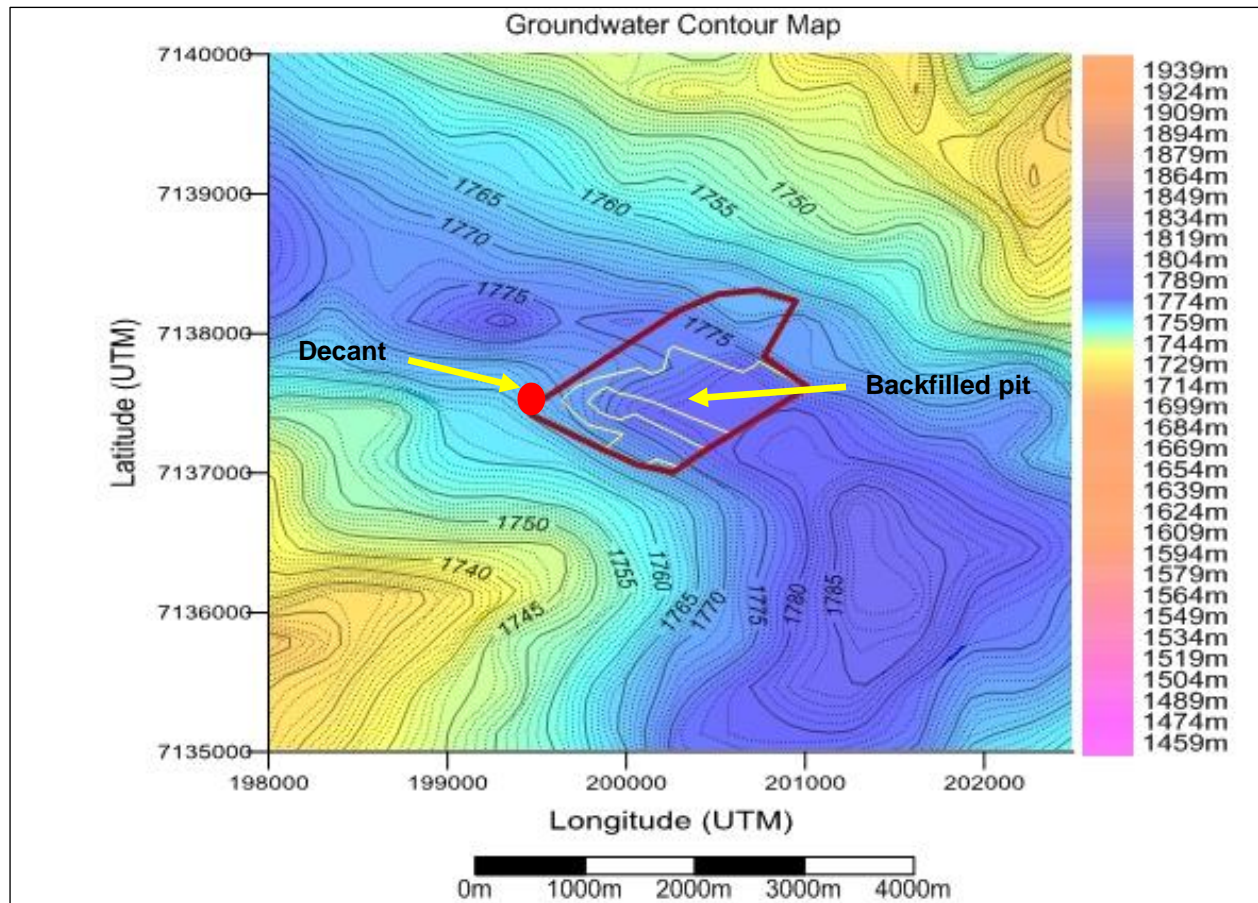 Groundwater Contour Map
7140000
7139000
7138000
7137000
7136000
7135000
Latitude (UTM)
198000
199000
200000
201000
202000
Longitude (UTM)
1765
1760
1755
1750
1770
1775
1775
Decant
Backfilled pit
1750
1740
1745
1755
1760
1765
1770
1775
1780
1785
1939m
1924m
1909m
1894m
1879m
1864m
1849m
1834m
1819m
1804m
1789m
1774m
1759m
1744m
1729m
1714m
1699m
1684m
1669m
1654m
1639m
1624m
1609m
1594m
1579m
1564m
1549m
1534m
1519m
1504m
1489m
1474m
1459m
0m
1000m
2000m
3000m
4000m